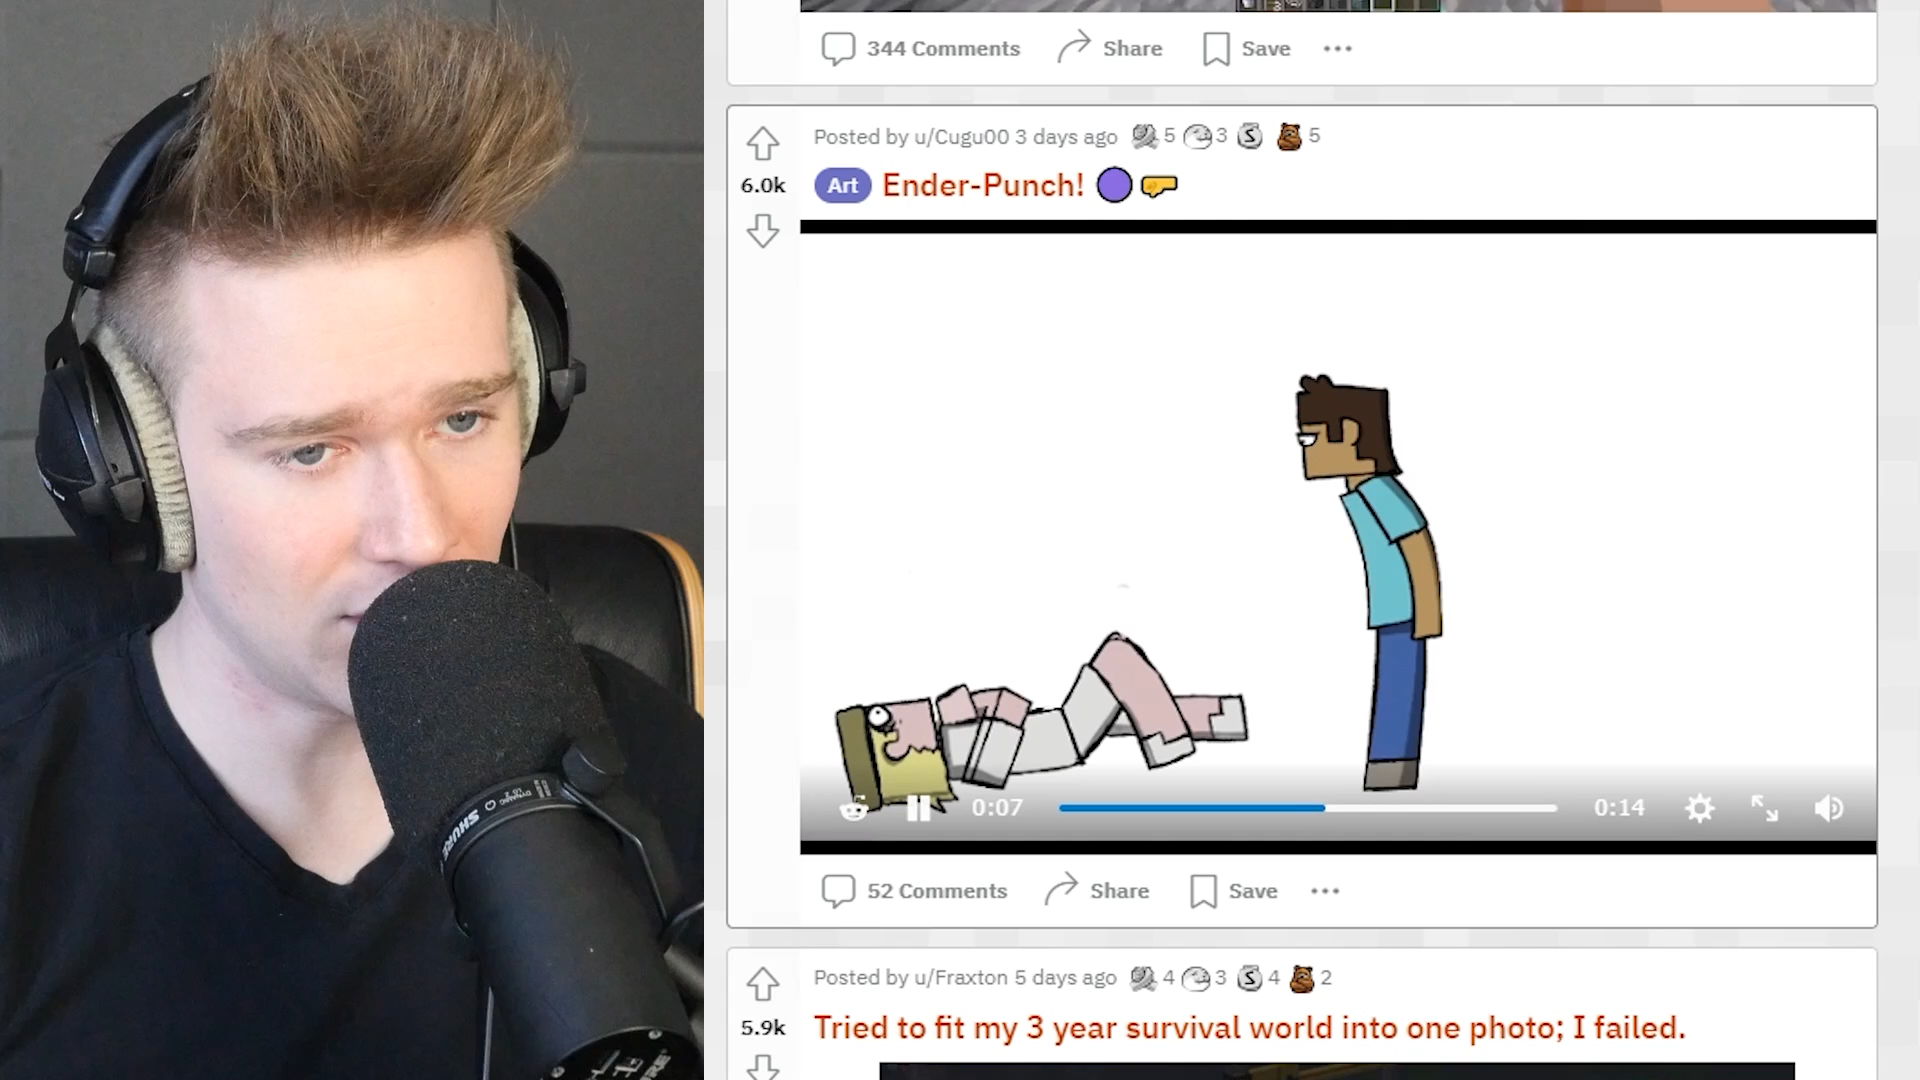 344 Comments Share Save
Posted by u/Cugu00 3 days ago 5 3 S 5
6.0k
Art Ender-Punch!
0:07 0:14
52 Comments Share Save
Posted by u/Fraxton 5 days ago 4 3 S 4 2
5.9k
Tried to fit my 3 year survival world into one photo; I failed.
SHURE